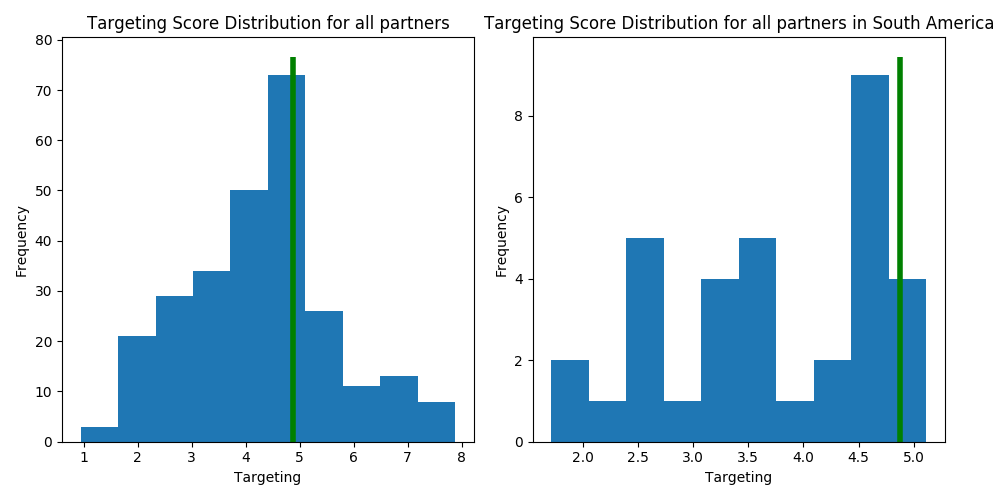 Targeting Score Distribution for all partners
80
70
60
50
40
30
20
10
0
Frequency
1 2 3 4 5 6 7 8
Targeting
Targeting Score Distribution for all partners in South America
8
6
4
2
0
Frequency
2.0 2.5 3.0 3.5 4.0 4.5 5.0
Targeting